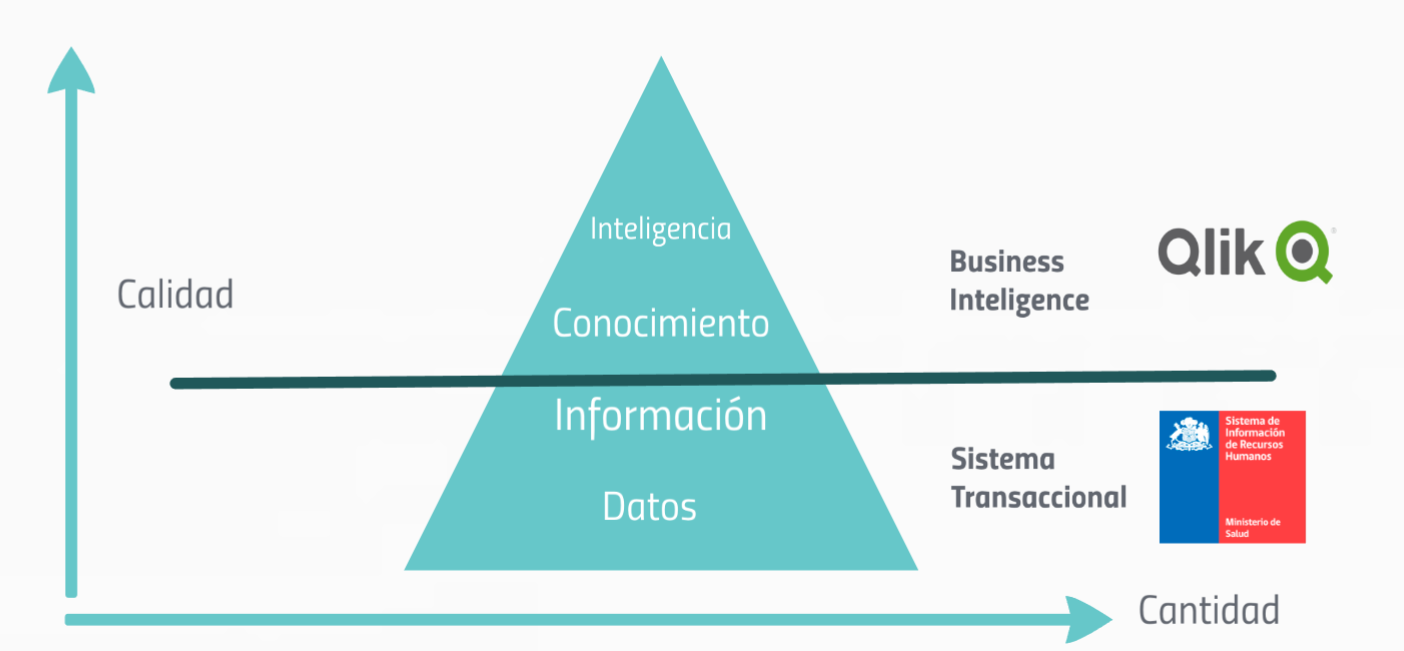 Inteligencia
Calidad
Conocimiento
Business
Inteligence
Qlik
Información
Datos
Sistema
Transaccional
Sistema de
Información
de Recursos
Humanos
Ministerio de
Salud
Cantidad